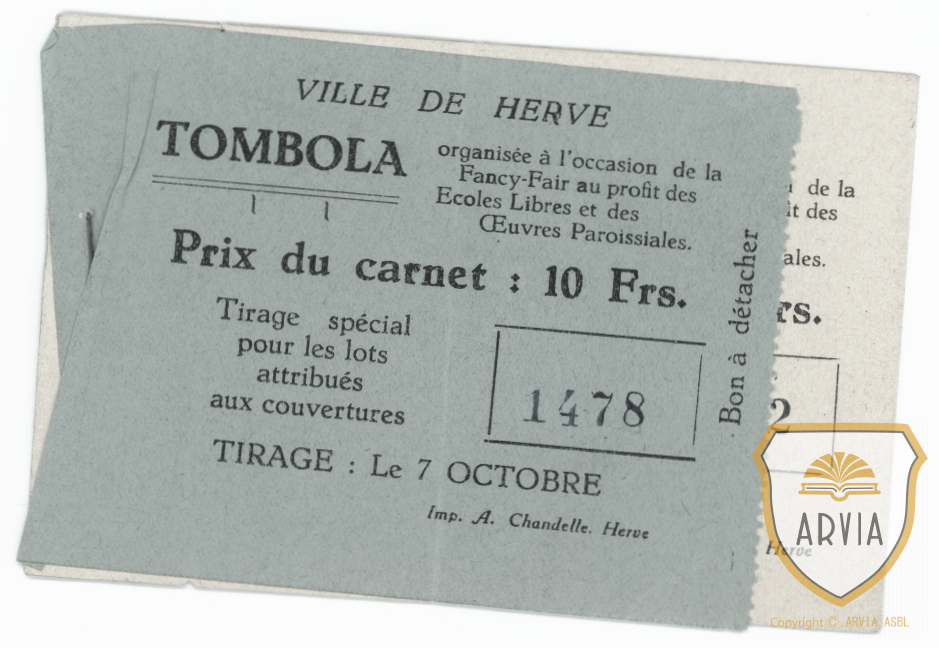 VILLE DE HERVE
TOMBOLA
organisée à l'occasion de la
Fancy-Fair au profit des
Ecoles Libres et des
Œuvres Paroissiales.
Prix du carnet : 10 Frs.
Tirage spécial
pour les lots
attribués
aux couvertures
1478
TIRAGE : Le 7 OCTOBRE
Imp. A. Chandelle. Herve
Bon à détacher
de la
it des
ales.
rs.
2
Herve
ARVIA
Copyright © ARVIA ASBL